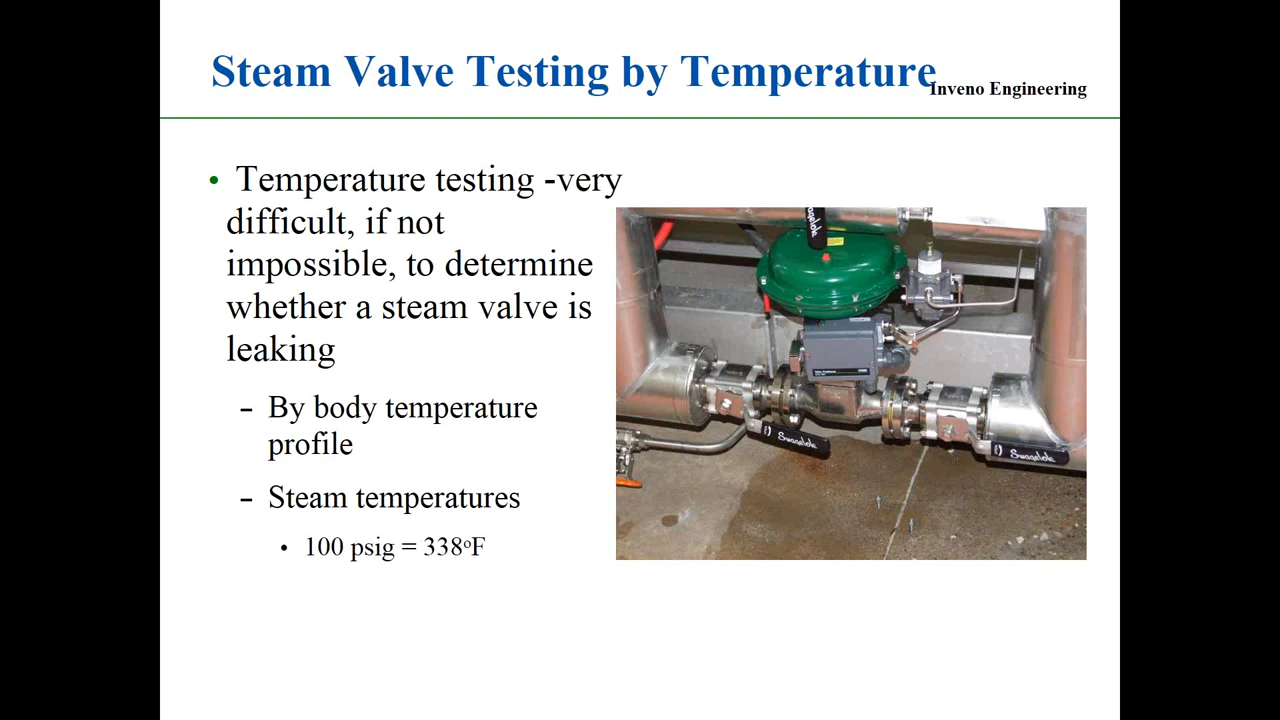 Steam Valve Testing by Temperature
Inveno Engineering
• Temperature testing -very
difficult, if not
impossible, to determine
whether a steam valve is
leaking
– By body temperature
profile
– Steam temperatures
• 100 psig = 338ºF
Swagelok
Swagelok
Swagelok